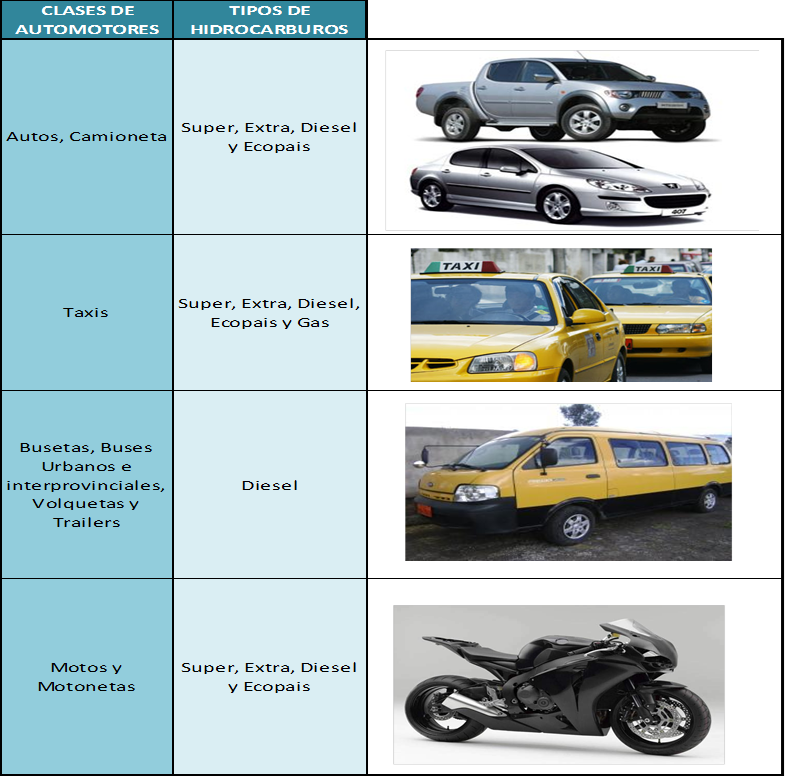 CLASES DE
AUTOMOTORES
TIPOS DE
HIDROCARBUROS
Autos, Camioneta
Super, Extra, Diesel
y Ecopais
407
Taxis
Super, Extra, Diesel,
Ecopais y Gas
TAXI
TAXI
Busetas, Buses
Urbanos e
interprovinciales,
Volquetas y
Trailers
Diesel
Motos y
Motonetas
Super, Extra, Diesel
y Ecopais